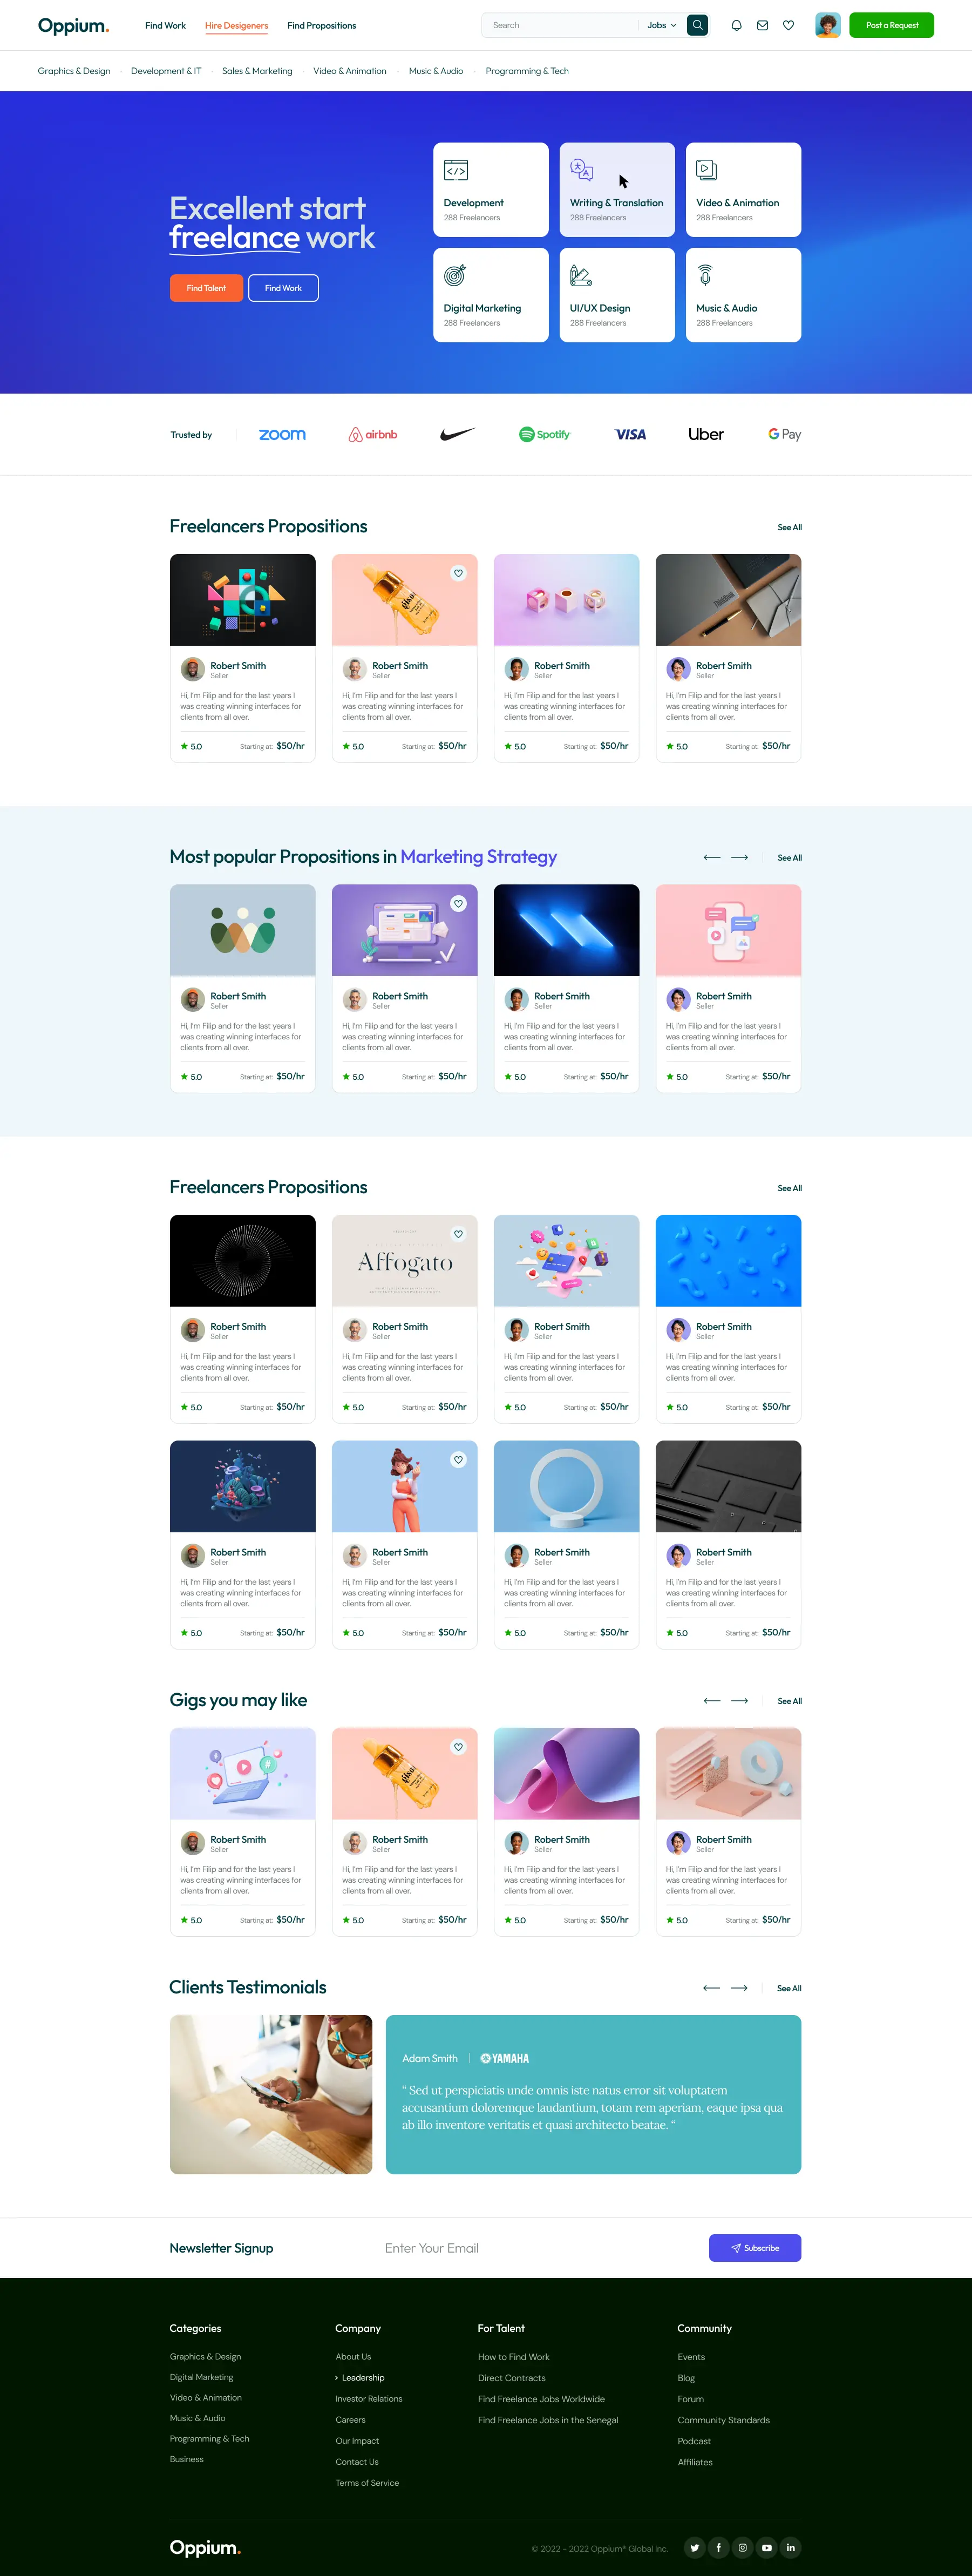 Oppium.
Find Work
Hire Desigeners
Find Propositions
Search
Jobs
Post a Request
Graphics & Design
Development & IT
Sales & Marketing
Video & Animation
Music & Audio
Programming & Tech
Excellent start
freelance work
Find Talent
Find Work
Development
288 Freelancers
Writing & Translation
288 Freelancers
Video & Animation
288 Freelancers
Digital Marketing
288 Freelancers
UI/UX Design
288 Freelancers
Music & Audio
288 Freelancers
Trusted by
zoom
airbnb
Spotify
VISA
Uber
G Pay
Freelancers Propositions
See All
Robert Smith
Seller
Hi, I'm Filip and for the last years I
was creating winning interfaces for
clients from all over.
5.0
Starting at: $50/hr
Robert Smith
Seller
Hi, I'm Filip and for the last years I
was creating winning interfaces for
clients from all over.
5.0
Starting at: $50/hr
Robert Smith
Seller
Hi, I'm Filip and for the last years I
was creating winning interfaces for
clients from all over.
5.0
Starting at: $50/hr
ThinkBook
Robert Smith
Seller
Hi, I'm Filip and for the last years I
was creating winning interfaces for
clients from all over.
5.0
Starting at: $50/hr
Most popular Propositions in Marketing Strategy
See All
Robert Smith
Seller
Hi, I'm Filip and for the last years I
was creating winning interfaces for
clients from all over.
5.0
Starting at: $50/hr
Robert Smith
Seller
Hi, I'm Filip and for the last years I
was creating winning interfaces for
clients from all over.
5.0
Starting at: $50/hr
Robert Smith
Seller
Hi, I'm Filip and for the last years I
was creating winning interfaces for
clients from all over.
5.0
Starting at: $50/hr
Robert Smith
Seller
Hi, I'm Filip and for the last years I
was creating winning interfaces for
clients from all over.
5.0
Starting at: $50/hr
Freelancers Propositions
See All
Robert Smith
Seller
Hi, I'm Filip and for the last years I
was creating winning interfaces for
clients from all over.
5.0
Starting at: $50/hr
Affogato
Robert Smith
Seller
Hi, I'm Filip and for the last years I
was creating winning interfaces for
clients from all over.
5.0
Starting at: $50/hr
Robert Smith
Seller
Hi, I'm Filip and for the last years I
was creating winning interfaces for
clients from all over.
5.0
Starting at: $50/hr
Robert Smith
Seller
Hi, I'm Filip and for the last years I
was creating winning interfaces for
clients from all over.
5.0
Starting at: $50/hr
Robert Smith
Seller
Hi, I'm Filip and for the last years I
was creating winning interfaces for
clients from all over.
5.0
Starting at: $50/hr
Robert Smith
Seller
Hi, I'm Filip and for the last years I
was creating winning interfaces for
clients from all over.
5.0
Starting at: $50/hr
Robert Smith
Seller
Hi, I'm Filip and for the last years I
was creating winning interfaces for
clients from all over.
5.0
Starting at: $50/hr
Robert Smith
Seller
Hi, I'm Filip and for the last years I
was creating winning interfaces for
clients from all over.
5.0
Starting at: $50/hr
Gigs you may like
See All
Robert Smith
Seller
Hi, I'm Filip and for the last years I
was creating winning interfaces for
clients from all over.
5.0
Starting at: $50/hr
Robert Smith
Seller
Hi, I'm Filip and for the last years I
was creating winning interfaces for
clients from all over.
5.0
Starting at: $50/hr
Robert Smith
Seller
Hi, I'm Filip and for the last years I
was creating winning interfaces for
clients from all over.
5.0
Starting at: $50/hr
Robert Smith
Seller
Hi, I'm Filip and for the last years I
was creating winning interfaces for
clients from all over.
5.0
Starting at: $50/hr
Clients Testimonials
See All
Adam Smith
YAMAHA
“ Sed ut perspiciatis unde omnis iste natus error sit voluptatem
accusantium doloremque laudantium, totam rem aperiam, eaque ipsa qua
ab illo inventore veritatis et quasi architecto beatae. “
Newsletter Signup
Enter Your Email
Subscribe
Categories
Graphics & Design
Digital Marketing
Video & Animation
Music & Audio
Programming & Tech
Business
Company
About Us
Leadership
Investor Relations
Careers
Our Impact
Contact Us
Terms of Service
For Talent
How to Find Work
Direct Contracts
Find Freelance Jobs Worldwide
Find Freelance Jobs in the Senegal
Community
Events
Blog
Forum
Community Standards
Podcast
Affiliates
Oppium.
© 2022 - 2022 Oppium® Global Inc.